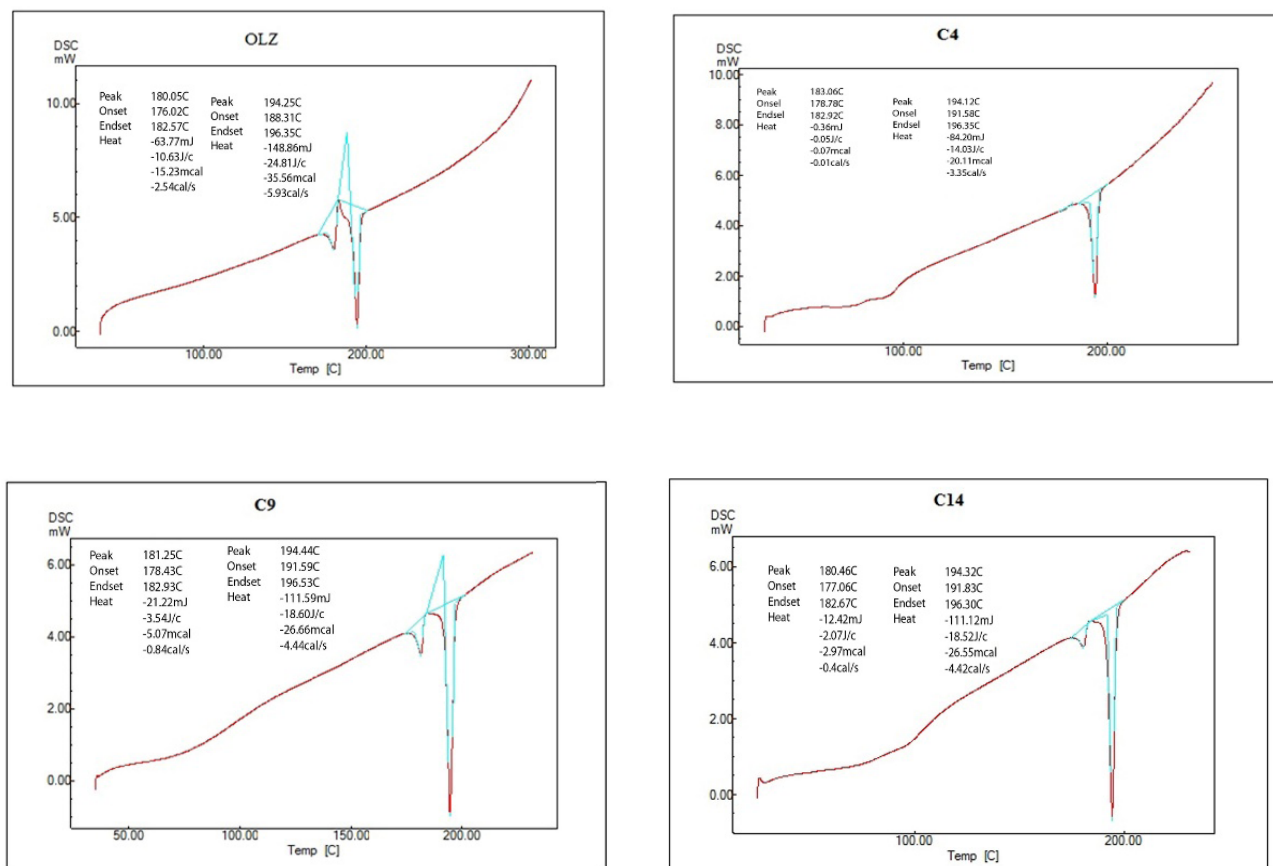 OLZ
DSC
mW
Peak 180.05C
Onset 176.02C
Endset 182.57C
Heat -63.77mJ
-10.63J/c
-15.23mcal
-2.54cal/s
Peak 194.25C
Onset 188.31C
Endset 196.35C
Heat -148.86mJ
-24.81J/c
-35.56mcal
-5.93cal/s
10.00
5.00
0.00
100.00 200.00 300.00
Temp [C]
C4
DSC
mW
Peak 183.06C
Onsel 178.78C
Endsel 182.92C
Heat -0.36mJ
-0.05J/c
-0.07mcal
-0.01cal/s
Peak 194.12C
Onsel 191.58C
Endsel 196.35C
Heat -84.20mJ
-14.03J/c
-20.11mcal
-3.35cal/s
10.00
8.00
6.00
4.00
2.00
0.00
100.00 200.00
Temp [C]
C9
DSC
mW
Peak 181.25C
Onset 178.43C
Endset 182.93C
Heat -21.22mJ
-3.54J/c
-5.07mcal
-0.84cal/s
Peak 194.44C
Onset 191.59C
Endset 196.53C
Heat -111.59mJ
-18.60J/c
-26.66mcal
-4.44cal/s
6.00
4.00
2.00
0.00
50.00 100.00 150.00 200.00
Temp [C]
C14
DSC
mW
Peak 180.46C
Onset 177.06C
Endset 182.67C
Heat -12.42mJ
-2.07J/c
-2.97mcal
-0.4cal/s
Peak 194.32C
Onset 191.83C
Endset 196.30C
Heat -111.12mJ
-18.52J/c
-26.55mcal
-4.42cal/s
6.00
4.00
2.00
0.00
100.00 200.00
Temp [C]